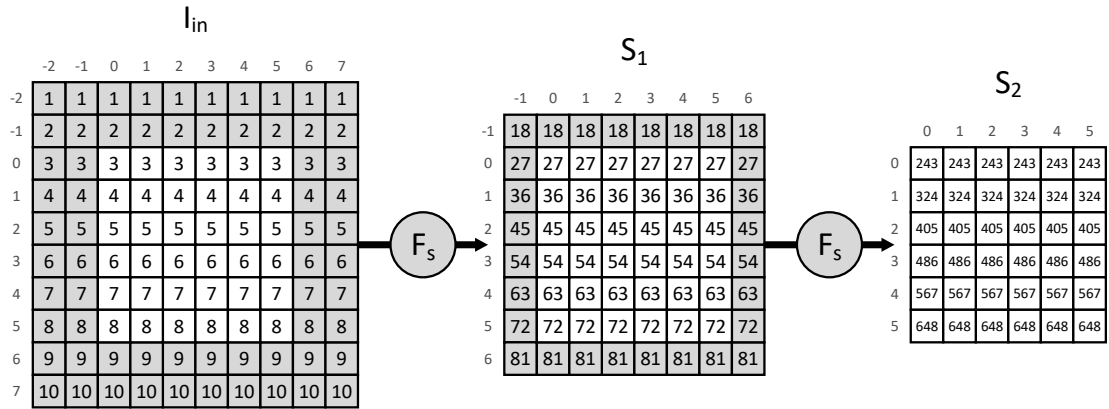 I_in
-2 -1 0 1 2 3 4 5 6 7
-2 1 1 1 1 1 1 1 1 1 1
-1 2 2 2 2 2 2 2 2 2 2
0 3 3 3 3 3 3 3 3 3 3
1 4 4 4 4 4 4 4 4 4 4
2 5 5 5 5 5 5 5 5 5 5
3 6 6 6 6 6 6 6 6 6 6
4 7 7 7 7 7 7 7 7 7 7
5 8 8 8 8 8 8 8 8 8 8
6 9 9 9 9 9 9 9 9 9 9
7 10 10 10 10 10 10 10 10 10 10
F_s
S_1
-1 0 1 2 3 4 5 6
-1 18 18 18 18 18 18 18 18
0 27 27 27 27 27 27 27 27
1 36 36 36 36 36 36 36 36
2 45 45 45 45 45 45 45 45
3 54 54 54 54 54 54 54 54
4 63 63 63 63 63 63 63 63
5 72 72 72 72 72 72 72 72
6 81 81 81 81 81 81 81 81
F_s
S_2
0 1 2 3 4 5
0 243 243 243 243 243 243
1 324 324 324 324 324 324
2 405 405 405 405 405 405
3 486 486 486 486 486 486
4 567 567 567 567 567 567
5 648 648 648 648 648 648